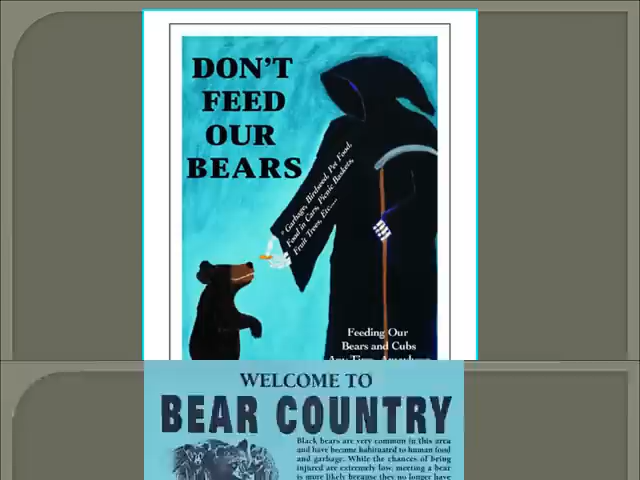 DON'T
FEED
OUR
BEARS
* Garbage, Birdseed, Pet Food,
Food in Cars, Picnic Baskets,
Fruit Trees, Etc....
Feeding Our
Bears and Cubs
Any Time, Anywhere
WELCOME TO
BEAR COUNTRY
Black bears are very common in this area
and have become habituated to human food
and garbage. While the chances of being
injured are extremely low, meeting a bear
is more likely because they no longer have